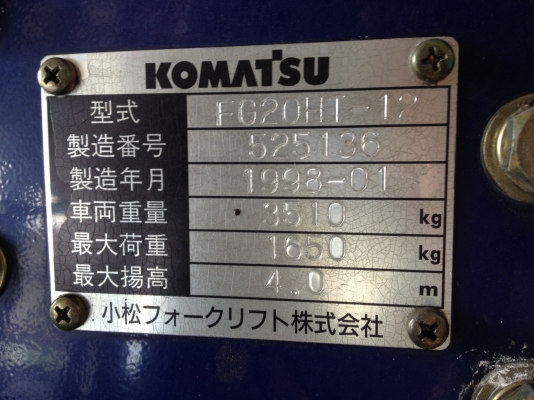 KOMATSU
型式 FG20HT-12
製造番号 525136
製造年月 1998-01
車両重量 3510 kg
最大荷重 1650 kg
最大揚高 4.0 m
小松フォークリフト株式会社